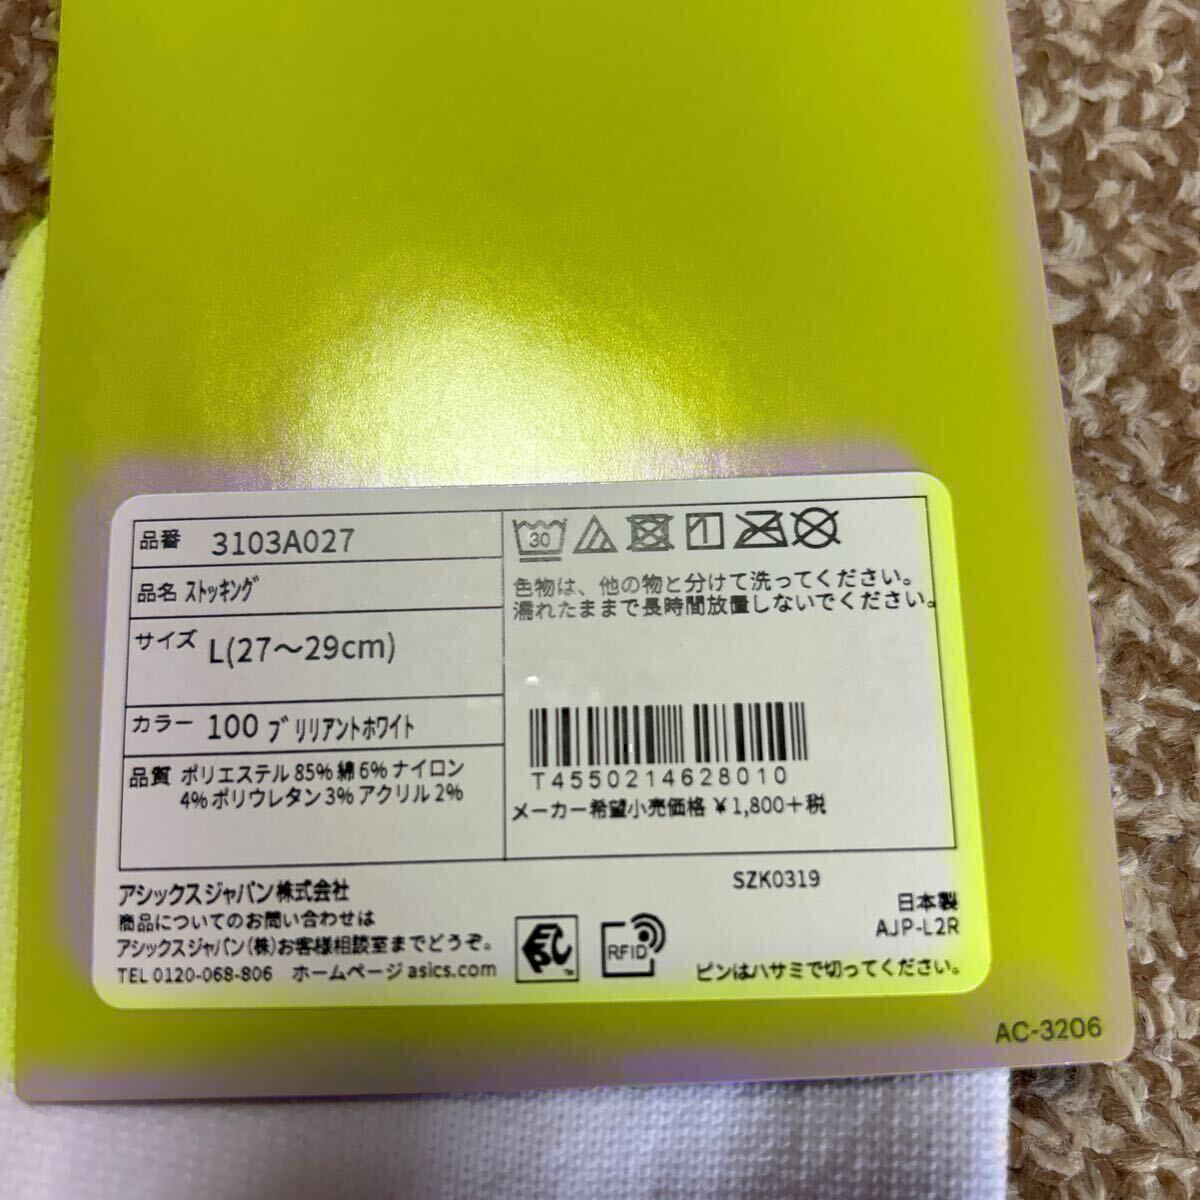 品番 3103A027
品名 ストッキング
サイズ L(27～29cm)
カラー 100 ブリリアントホワイト
品質 ポリエステル85% 綿6% ナイロン
4% ポリウレタン3% アクリル2%
30
1
色物は、他の物と分けて洗ってください。
濡れたままで長時間放置しないでください。
T4550214628010
メーカー希望小売価格 ¥1,800+税
SZK0319
アシックスジャパン株式会社
商品についてのお問い合わせは
アシックスジャパン(株)お客様相談室までどうぞ。
TEL 0120-068-806 ホームページ asics.com
RFID
日本製
AJP-L2R
ピンはハサミで切ってください。
AC-3206